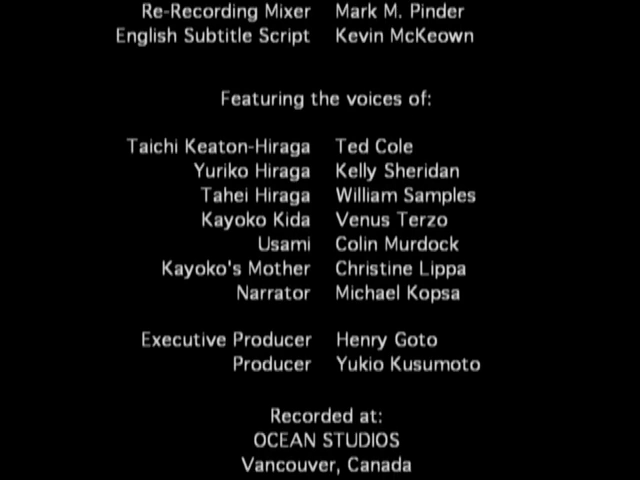 Re-Recording Mixer Mark M. Pinder
English Subtitle Script Kevin McKeown
Featuring the voices of:
Taichi Keaton-Hiraga Ted Cole
Yuriko Hiraga Kelly Sheridan
Tahei Hiraga William Samples
Kayoko Kida Venus Terzo
Usami Colin Murdock
Kayoko's Mother Christine Lippa
Narrator Michael Kopsa
Executive Producer Henry Goto
Producer Yukio Kusumoto
Recorded at:
OCEAN STUDIOS
Vancouver, Canada